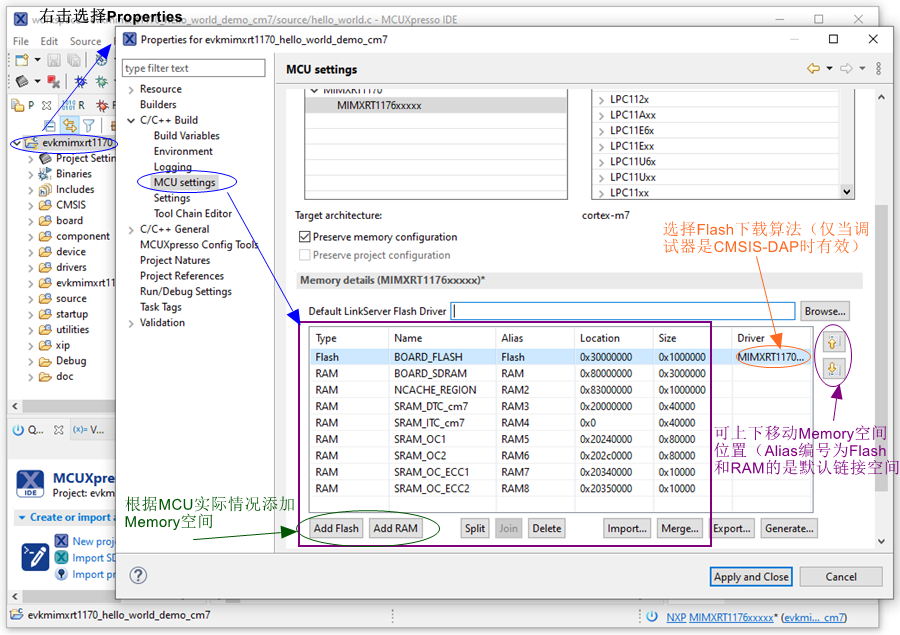 右击选择Properties
evkmimxrt1170_hello_world_demo_cm7/source/hello_world.c - MCUXpresso IDE
File Edit Source
Properties for evkmimxrt1170_hello_world_demo_cm7
type filter text
Resource
Builders
C/C++ Build
Build Variables
Environment
Logging
MCU settings
Settings
Tool Chain Editor
C/C++ General
MCUXpresso Config Tools
Project Natures
Project References
Run/Debug Settings
Task Tags
Validation
P
R
evkmimxrt1170
Project Settin
Binaries
Includes
CMSIS
board
component
device
drivers
evkmimxrt11
source
startup
utilities
xip
Debug
doc
Q...
(x)= V...
IDE
MCUXpre
Project: evkm
Create or import a
New proj
Import SD
Import pr
MCU settings
MIMXRT1170
MIMXRT1176xxxxx
LPC112x
LPC11Axx
LPC11E6x
LPC11Exx
LPC11U6x
LPC11Uxx
LPC11xx
Target architecture: cortex-m7
Preserve memory configuration
Preserve project configuration
选择Flash下载算法（仅当调
试器是CMSIS-DAP时有效）
Memory details (MIMXRT1176xxxxx)*
Default LinkServer Flash Driver Browse...
Type Name Alias Location Size Driver
Flash BOARD_FLASH Flash 0x30000000 0x1000000 MIMXRT1170...
RAM BOARD_SDRAM RAM 0x80000000 0x3000000
RAM NCACHE_REGION RAM2 0x83000000 0x1000000
RAM SRAM_DTC_cm7 RAM3 0x20000000 0x40000
RAM SRAM_ITC_cm7 RAM4 0x0 0x40000
RAM SRAM_OC1 RAM5 0x20240000 0x80000
RAM SRAM_OC2 RAM6 0x202c0000 0x80000
RAM SRAM_OC_ECC1 RAM7 0x20340000 0x10000
RAM SRAM_OC_ECC2 RAM8 0x20350000 0x10000
可上下移动Memory空间
位置（Alias编号为Flash
和RAM的是默认链接空间
根据MCU实际情况添加
Memory空间
Add Flash Add RAM Split Join Delete Import... Merge... Export... Generate...
? Apply and Close Cancel
evkmimxrt1170_hello_world_demo_cm7
NXP MIMXRT1176xxxxx* (evkmi..._cm7)